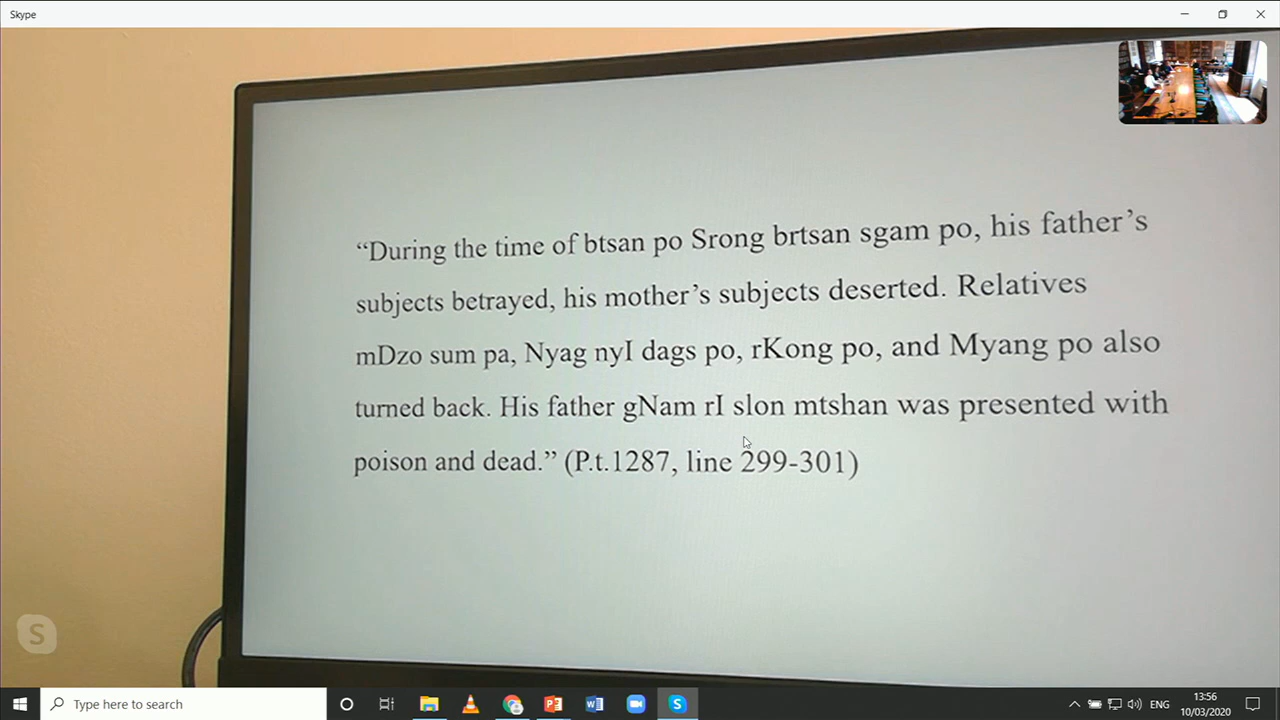 Skype
“During the time of btsan po Srong brtsan sgam po, his father’s
subjects betrayed, his mother’s subjects deserted. Relatives
mDzo sum pa, Nyag nyI dags po, rKong po, and Myang po also
turned back. His father gNam rI slon mtshan was presented with
poison and dead.” (P.t.1287, line 299-301)
S
Type here to search
ENG
13:56
10/03/2020